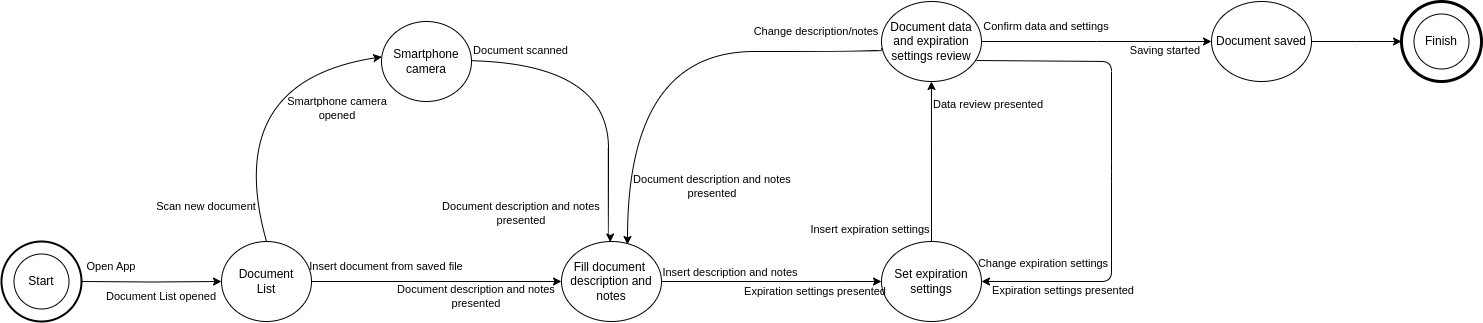 Smartphone
camera
Document scanned
Smartphone camera
opened
Change description/notes
Document data
and expiration
settings review
Confirm data and settings
Saving started
Document saved
Finish
Data review presented
Document description and notes
presented
Scan new document
Document description and notes
presented
Insert expiration settings
Start
Open App
Document List opened
Document
List
Insert document from saved file
Document description and notes
presented
Fill document
description and
notes
Insert description and notes
Expiration settings presented
Set expiration
settings
Change expiration settings
Expiration settings presented